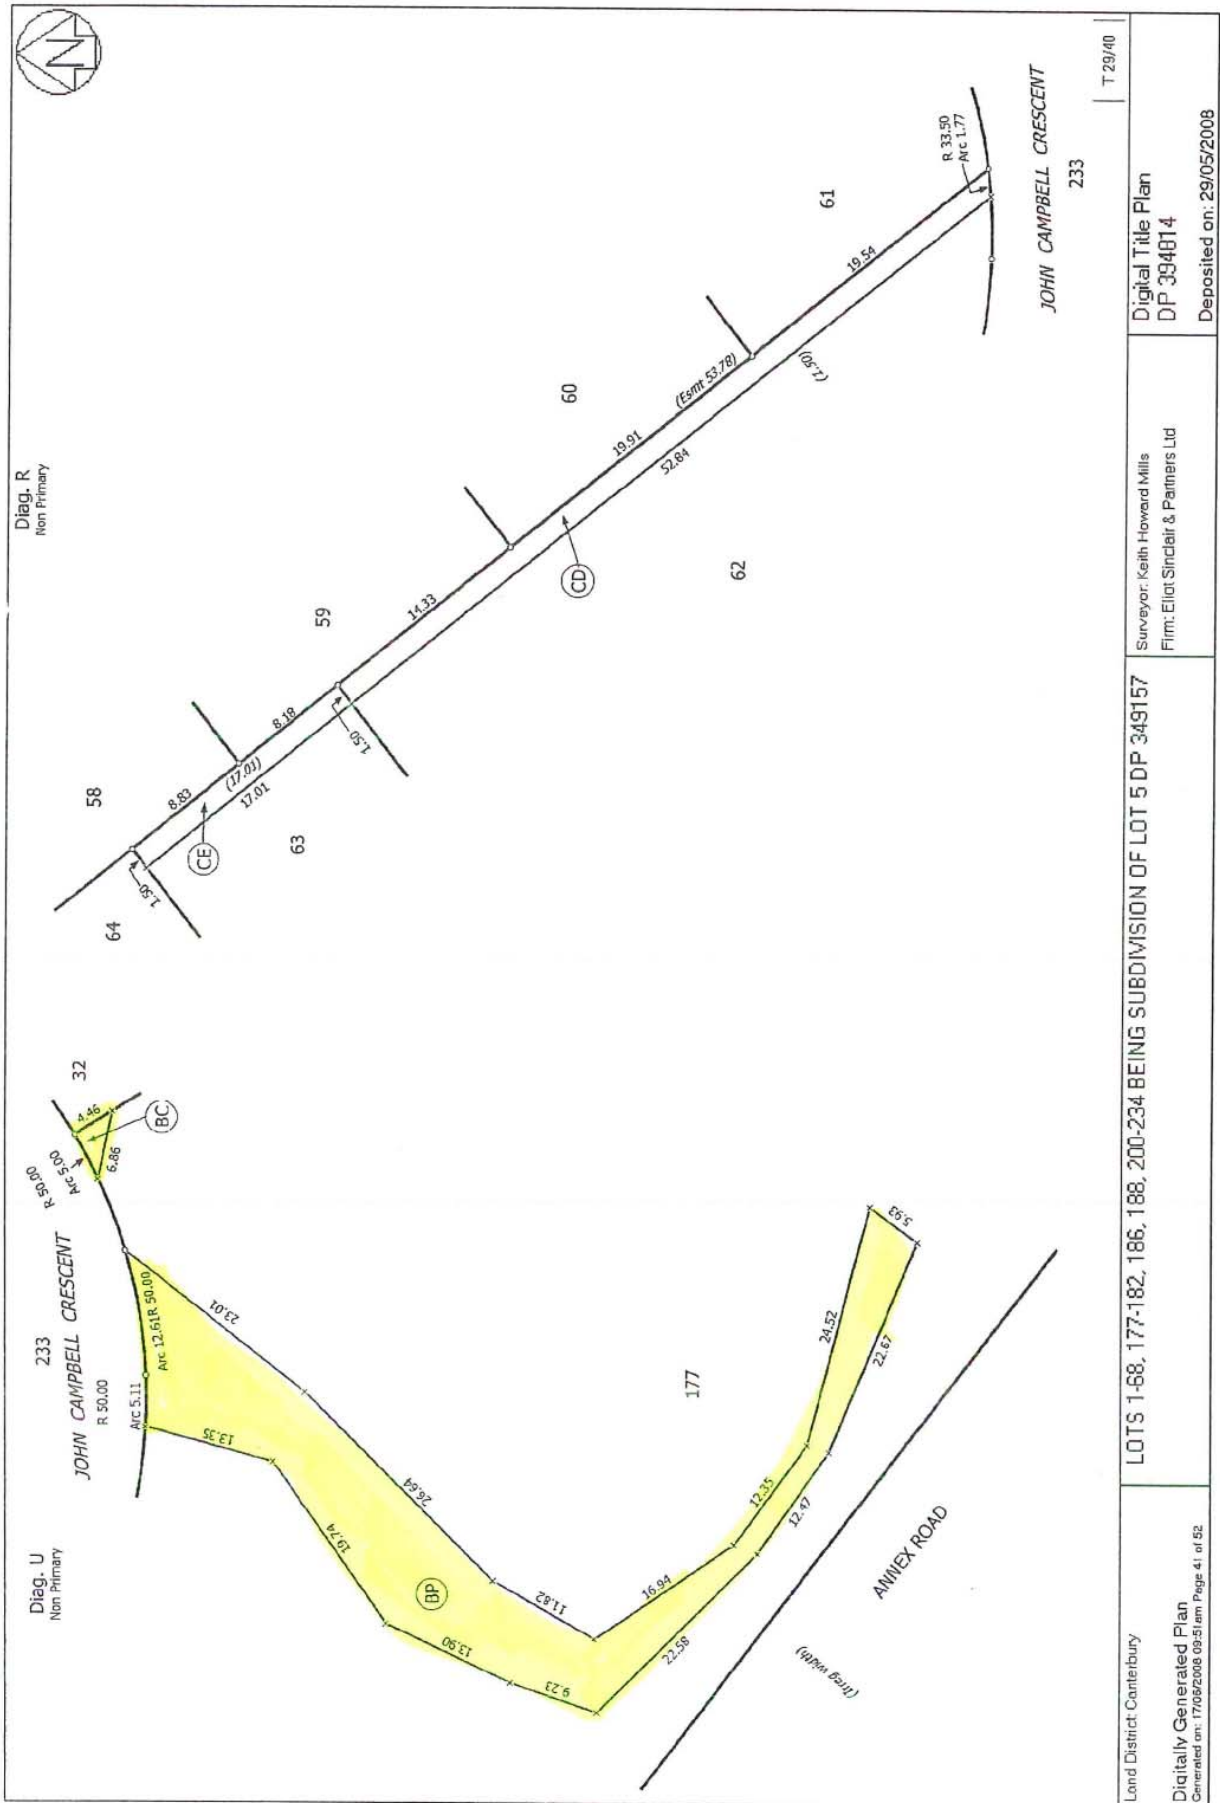 Diag. U
Non Primary
233
JOHN CAMPBELL CRESCENT
R 50.00
Arc 5.11
Arc 12.61R 50.00
R 50.00
Arc 5.00
4.46
32
6.86
BC
13.35
23.01
19.74
26.64
BP
13.90
11.82
9.23
16.94
22.58
12.35
12.47
24.52
22.67
5.93
177
ANNEX ROAD
(Irreg width)
Diag. R
Non Primary
N
64
58
1.50
8.83
CE
(17.01)
17.01
8.18
63
59
1.50
14.33
60
19.91
(Esmt 53.78)
52.84
CD
62
61
19.54
(1.50)
R 33.50
Arc 1.77
JOHN CAMPBELL CRESCENT
233
T 29/40
Land District: Canterbury
Digitally Generated Plan
Generated on: 17/06/2008 09:51am Page 41 of 52
LOTS 1-68, 177-182, 186, 188, 200-234 BEING SUBDIVISION OF LOT 5 DP 349157
Surveyor: Keith Howard Mills
Firm: Eliot Sinclair & Partners Ltd
Digital Title Plan
DP 394814
Deposited on: 29/05/2008